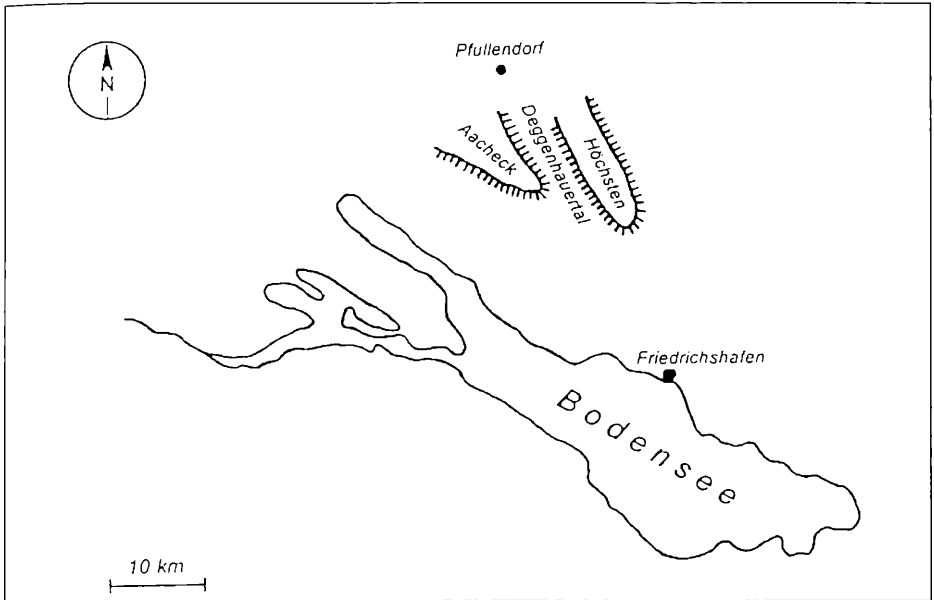 Pfullendorf
N
Aacheck
Deggenhauertal
Höchsten
Friedrichshafen
Bodensee
10 km